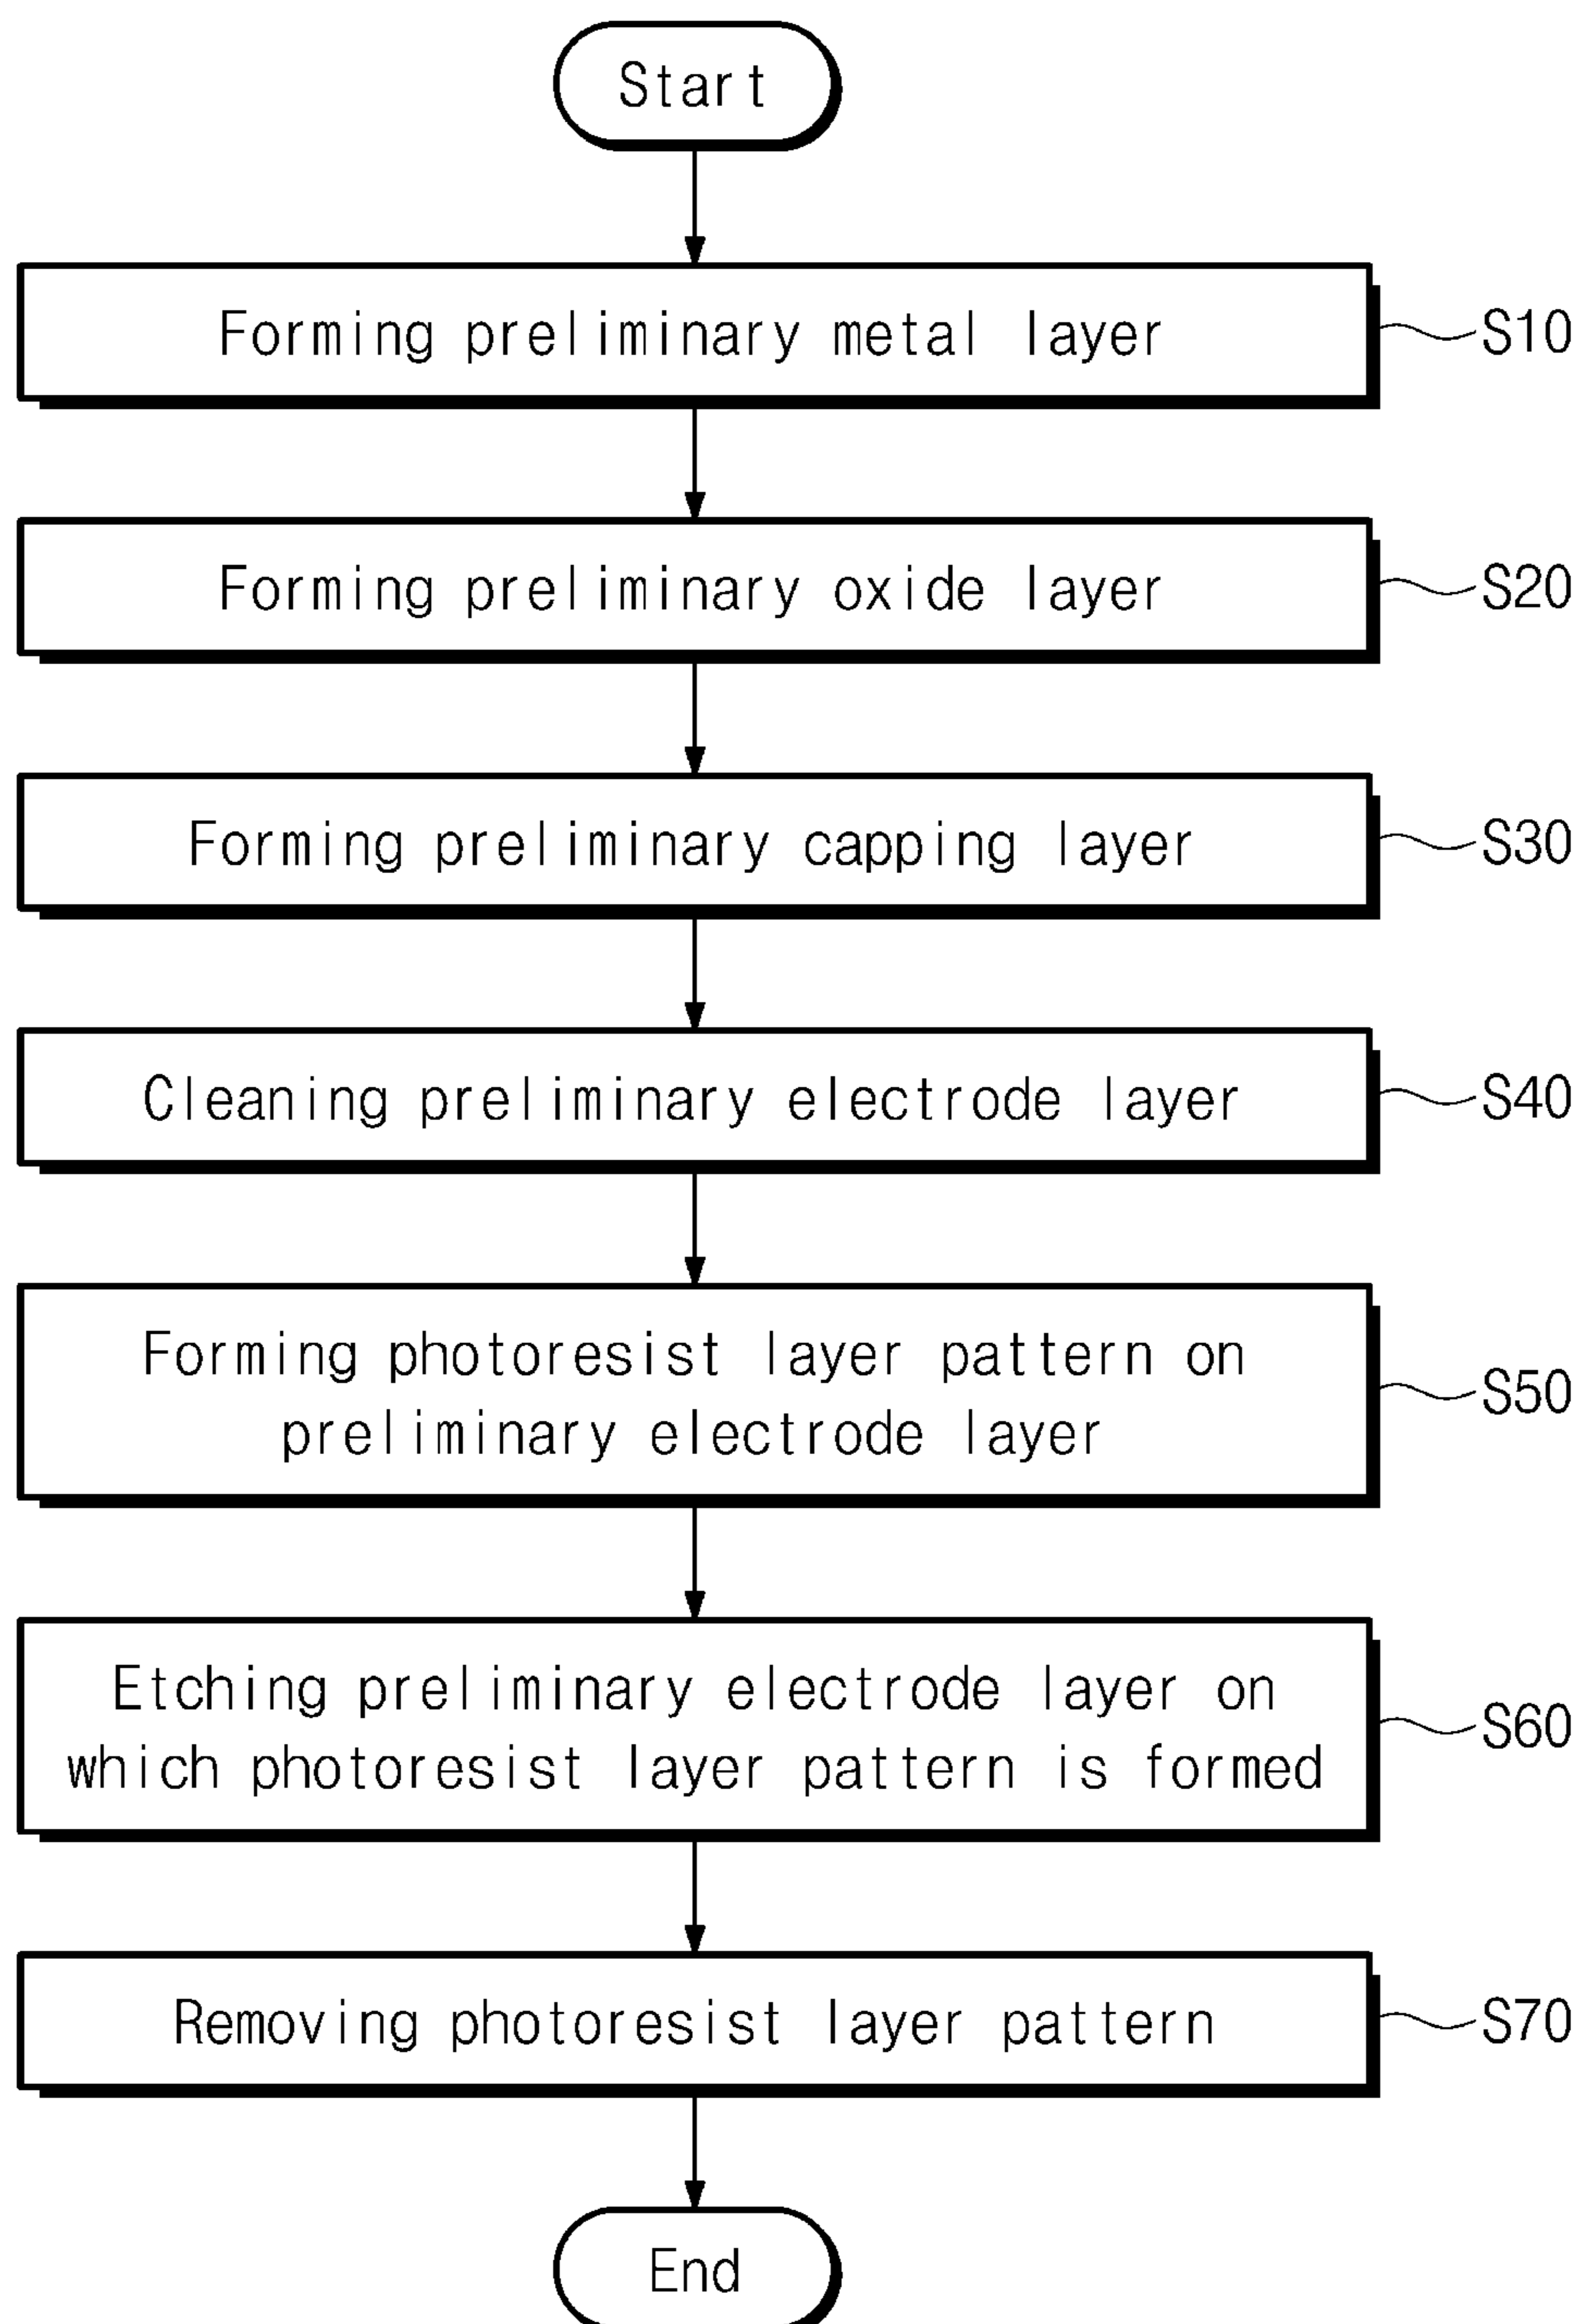 Start
Forming preliminary metal layer
S10
Forming preliminary oxide layer
S20
Forming preliminary capping layer
S30
Cleaning preliminary electrode layer
S40
Forming photoresist layer pattern on
preliminary electrode layer
S50
Etching preliminary electrode layer on
which photoresist layer pattern is formed
S60
Removing photoresist layer pattern
S70
End